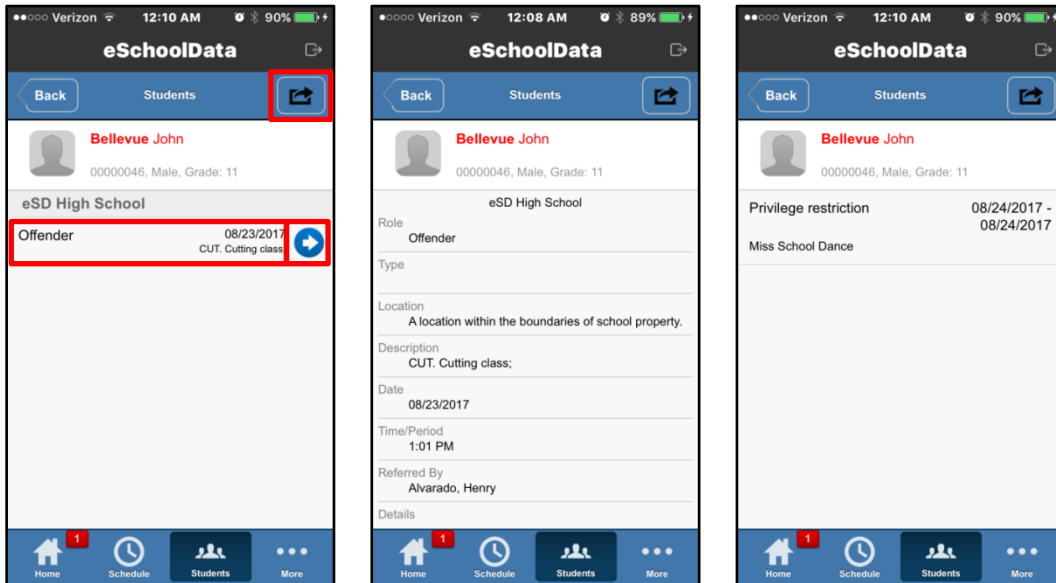 Verizon 12:10 AM 90%
eSchoolData
Back Students
Bellevue John
00000046, Male, Grade: 11
eSD High School
Offender 08/23/2017
CUT. Cutting class
1
Home Schedule Students More
Verizon 12:08 AM 89%
eSchoolData
Back Students
Bellevue John
00000046, Male, Grade: 11
eSD High School
Role
Offender
Type
Location
A location within the boundaries of school property.
Description
CUT. Cutting class;
Date
08/23/2017
Time/Period
1:01 PM
Referred By
Alvarado, Henry
Details
1
Home Schedule Students More
Verizon 12:10 AM 90%
eSchoolData
Back Students
Bellevue John
00000046, Male, Grade: 11
Privilege restriction 08/24/2017 -
08/24/2017
Miss School Dance
1
Home Schedule Students More